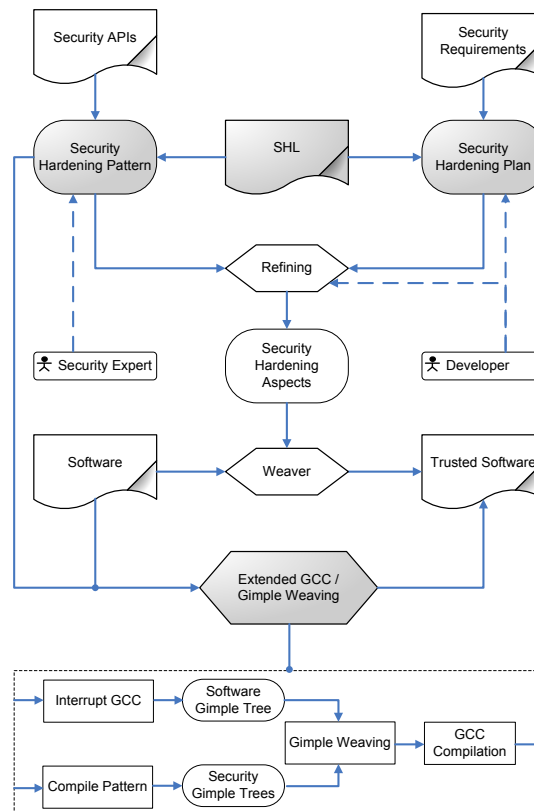 Security APIs
Security
Requirements
Security
Hardening Pattern
SHL
Security
Hardening Plan
Refining
Security
Hardening
Aspects
Security Expert
Developer
Software
Weaver
Trusted Software
Extended GCC /
Gimple Weaving
Interrupt GCC
Software
Gimple Tree
Gimple Weaving
GCC
Compilation
Compile Pattern
Security
Gimple Trees